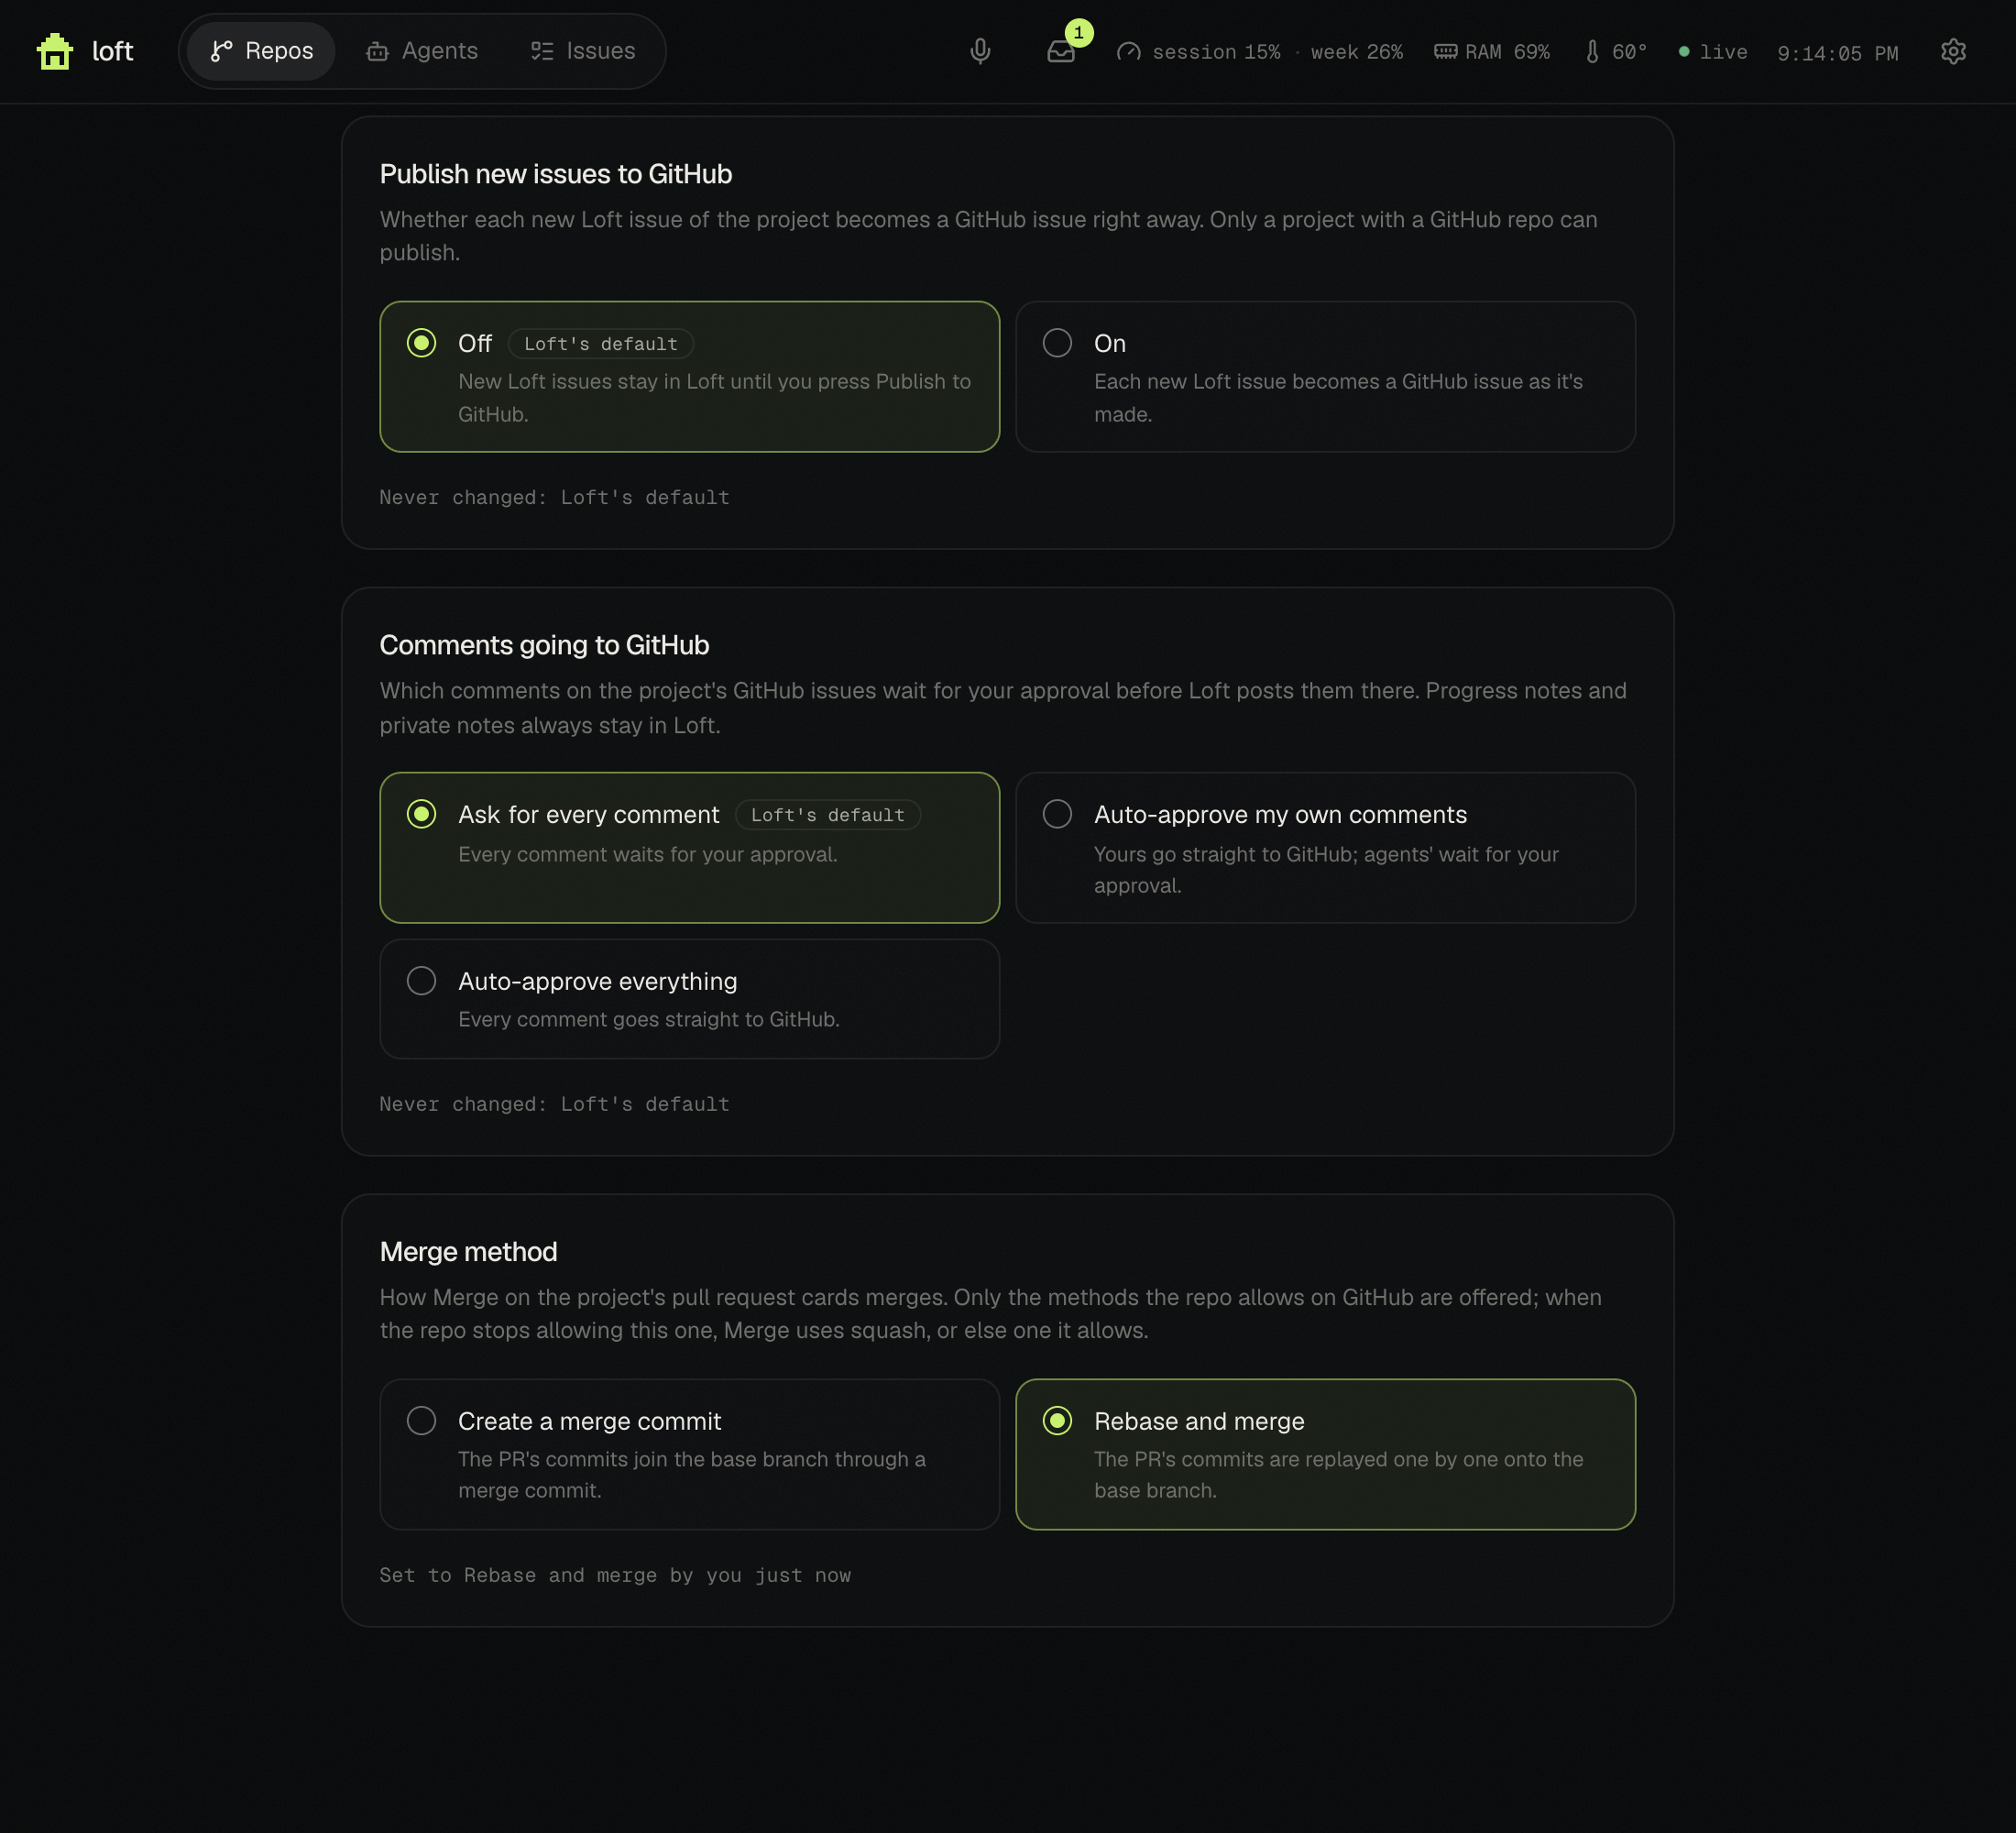 loft
Repos
Agents
Issues
1
session 15% · week 26%
RAM 69%
60°
live
9:14:05 PM
Publish new issues to GitHub
Whether each new Loft issue of the project becomes a GitHub issue right away. Only a project with a GitHub repo can
publish.
Off
Loft's default
New Loft issues stay in Loft until you press Publish to
GitHub.
On
Each new Loft issue becomes a GitHub issue as it's
made.
Never changed: Loft's default
Comments going to GitHub
Which comments on the project's GitHub issues wait for your approval before Loft posts them there. Progress notes and
private notes always stay in Loft.
Ask for every comment
Loft's default
Every comment waits for your approval.
Auto-approve my own comments
Yours go straight to GitHub; agents' wait for your
approval.
Auto-approve everything
Every comment goes straight to GitHub.
Never changed: Loft's default
Merge method
How Merge on the project's pull request cards merges. Only the methods the repo allows on GitHub are offered; when
the repo stops allowing this one, Merge uses squash, or else one it allows.
Create a merge commit
The PR's commits join the base branch through a
merge commit.
Rebase and merge
The PR's commits are replayed one by one onto the
base branch.
Set to Rebase and merge by you just now